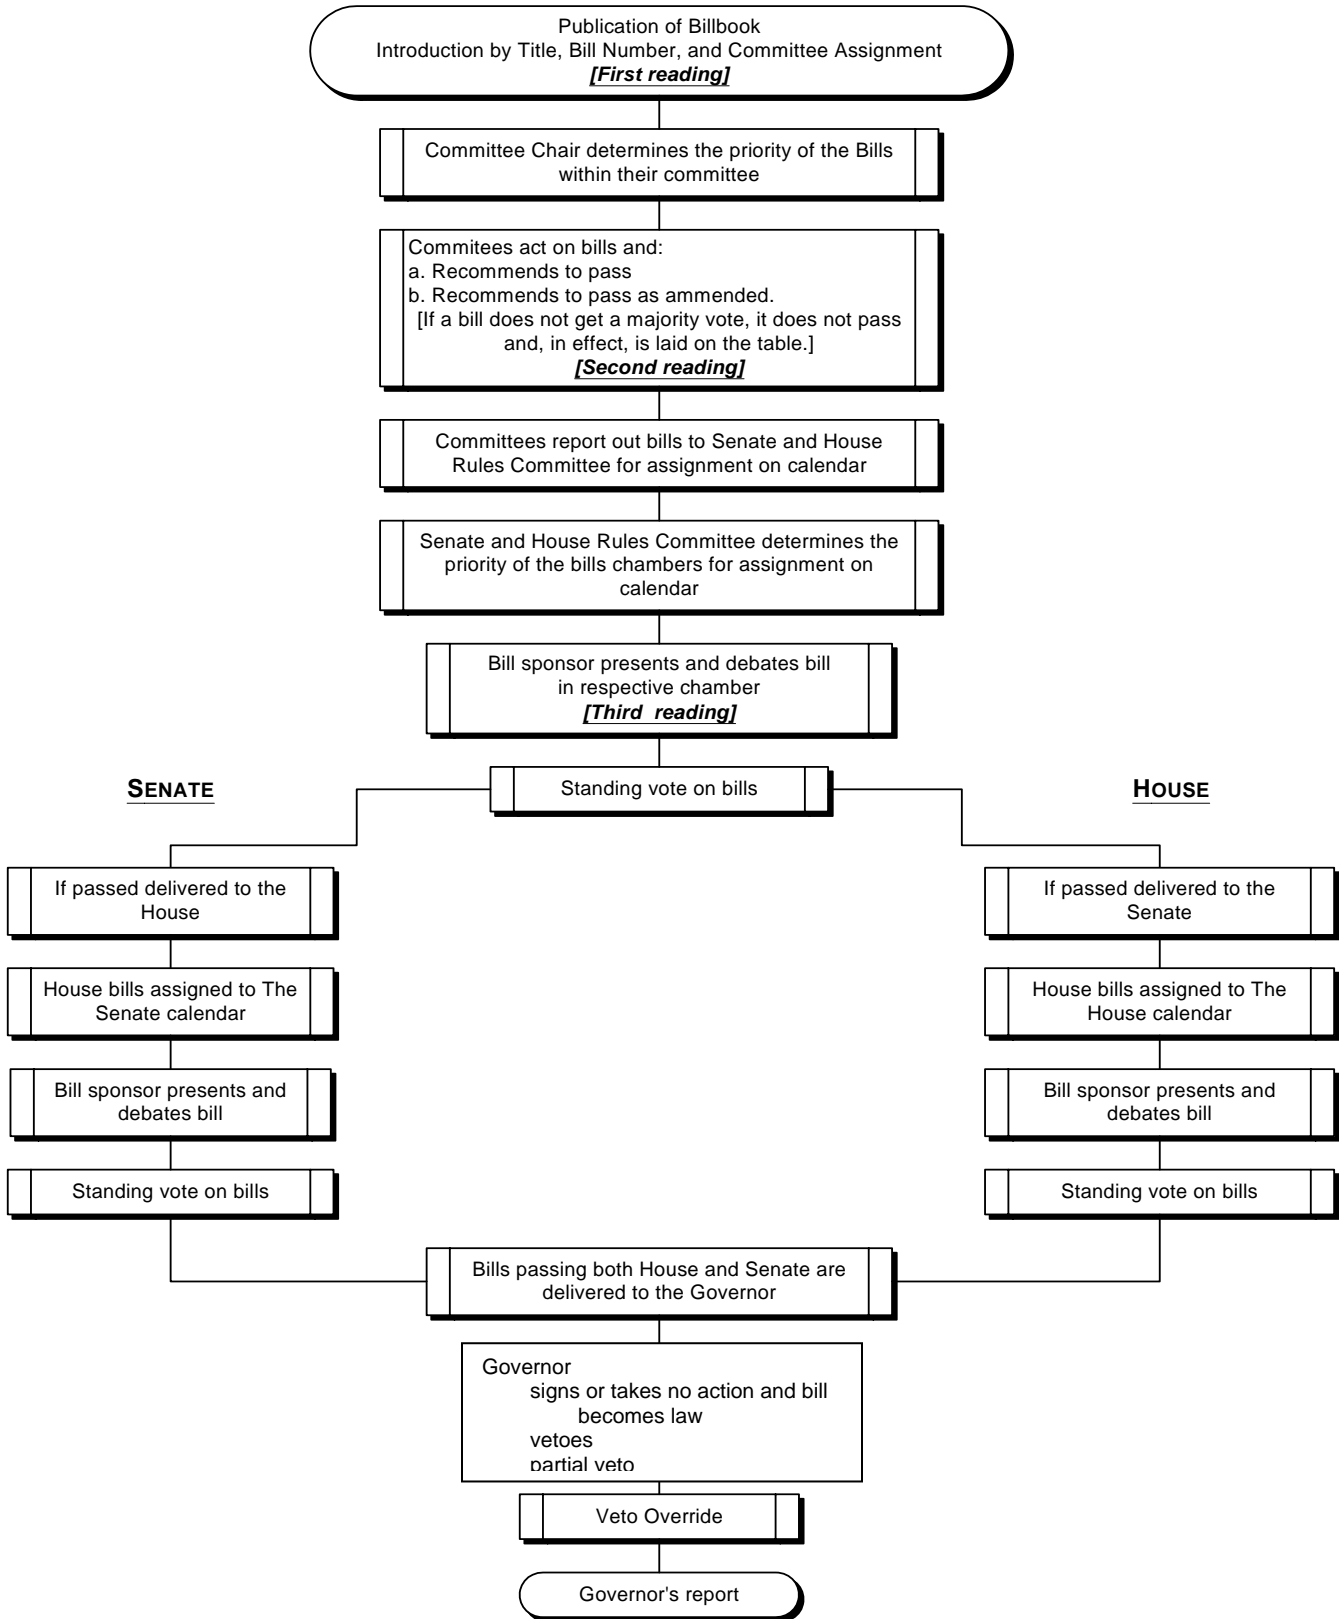 Publication of Billbook
Introduction by Title, Bill Number, and Committee Assignment
[First reading]
Committee Chair determines the priority of the Bills
within their committee
Commitees act on bills and:
a. Recommends to pass
b. Recommends to pass as ammended.
[If a bill does not get a majority vote, it does not pass
and, in effect, is laid on the table.]
[Second reading]
Committees report out bills to Senate and House
Rules Committee for assignment on calendar
Senate and House Rules Committee determines the
priority of the bills chambers for assignment on
calendar
Bill sponsor presents and debates bill
in respective chamber
[Third  reading]
Standing vote on bills
SENATE
If passed delivered to the
House
House bills assigned to The
Senate calendar
Bill sponsor presents and
debates bill
Standing vote on bills
HOUSE
If passed delivered to the
Senate
House bills assigned to The
House calendar
Bill sponsor presents and
debates bill
Standing vote on bills
Bills passing both House and Senate are
delivered to the Governor
Governor
signs or takes no action and bill
becomes law
vetoes
partial veto
Veto Override
Governor's report